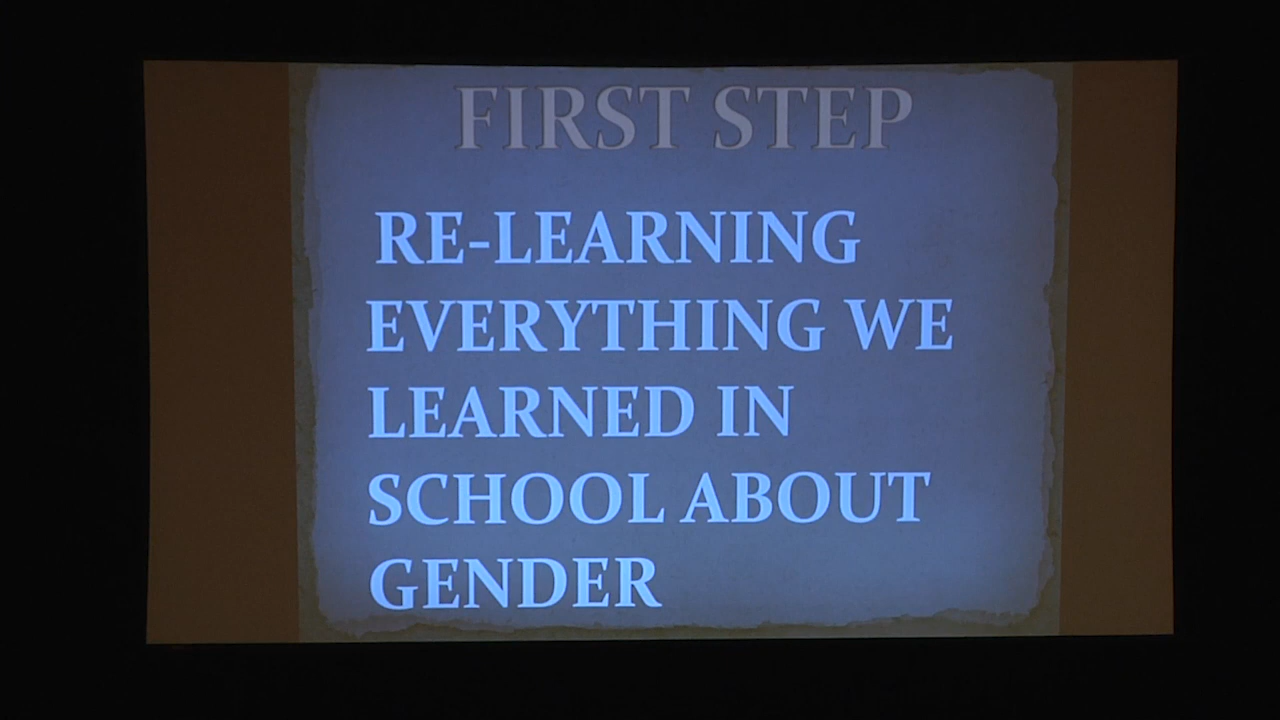 FIRST STEP
RE-LEARNING
EVERYTHING WE
LEARNED IN
SCHOOL ABOUT
GENDER